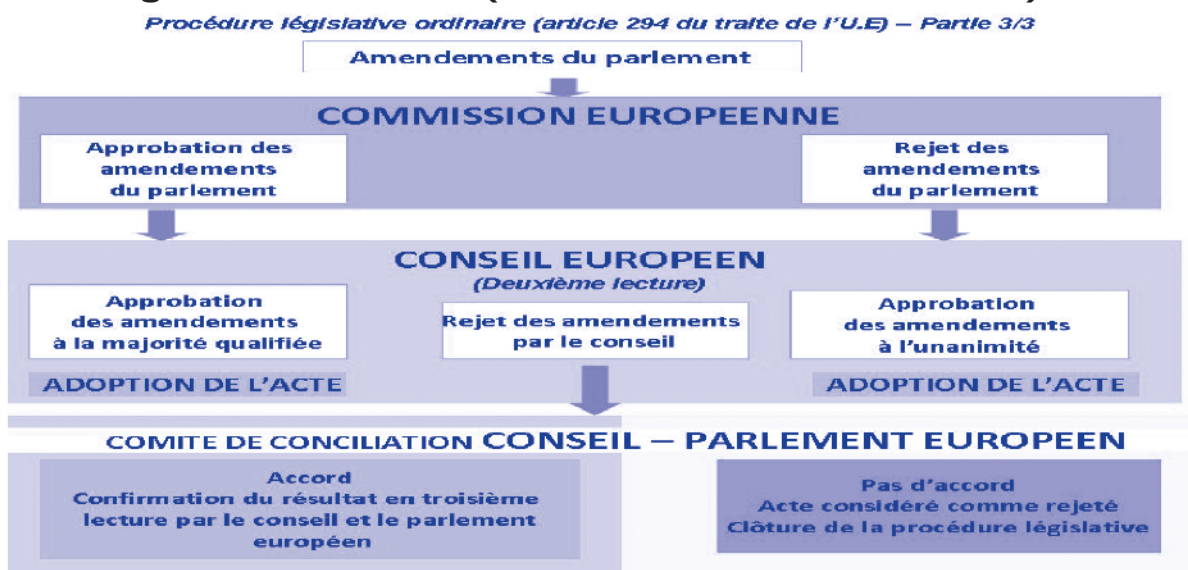 Procédure législative ordinaire (article 294 du traite de l'U.E) – Partie 3/3
Amendements du parlement
COMMISSION EUROPEENNE
Approbation des
amendements
du parlement
Rejet des
amendements
du parlement
CONSEIL EUROPEEN
(Deuxième lecture)
Approbation
des amendements
à la majorité qualifiée
Rejet des amendements
par le conseil
Approbation
des amendements
à l'unanimité
ADOPTION DE L'ACTE
ADOPTION DE L'ACTE
COMITE DE CONCILIATION CONSEIL – PARLEMENT EUROPEEN
Accord
Confirmation du résultat en troisième
lecture par le conseil et le parlement
européen
Pas d'accord
Acte considéré comme rejeté
Clôture de la procédure législative